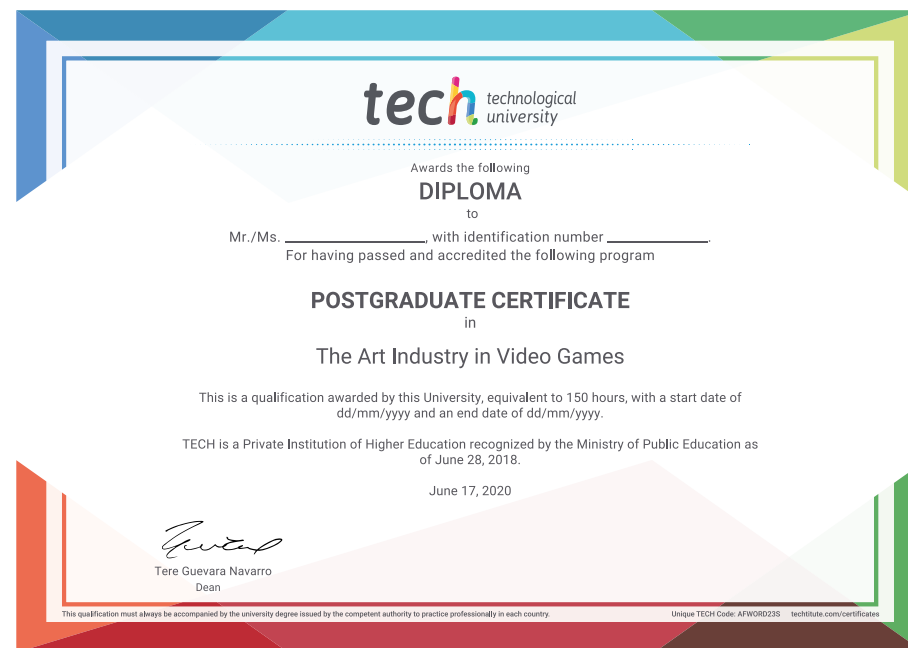 tech technological
university
Awards the following
DIPLOMA
to
Mr./Ms. ____________________, with identification number ______________.
For having passed and accredited the following program
POSTGRADUATE CERTIFICATE
in
The Art Industry in Video Games
This is a qualification awarded by this University, equivalent to 150 hours, with a start date of
dd/mm/yyyy and an end date of dd/mm/yyyy.
TECH is a Private Institution of Higher Education recognized by the Ministry of Public Education as
of June 28, 2018.
June 17, 2020
Tere Guevara Navarro
Dean
This qualification must always be accompanied by the university degree issued by the competent authority to practice professionally in each country. Unique TECH Code: AFWORD23S techtitute.com/certificates